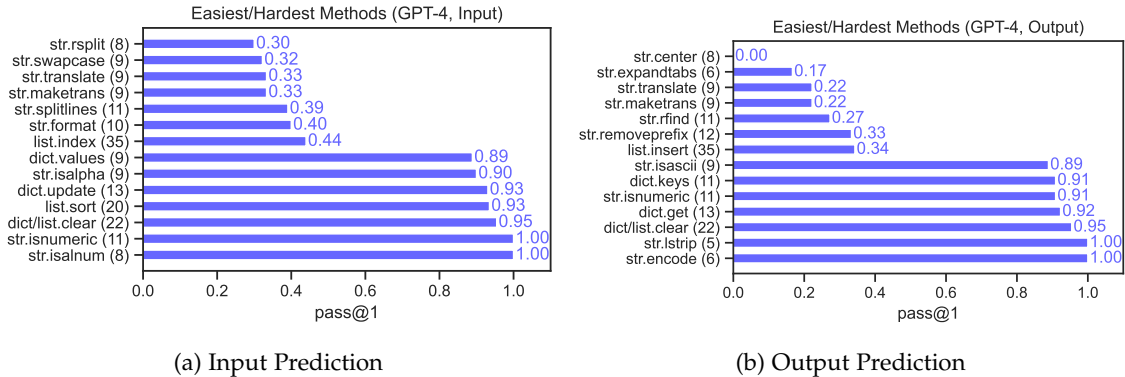 Easiest/Hardest Methods (GPT-4, Input)
str.rsplit (8) 0.30
str.swapcase (9) 0.32
str.translate (9) 0.33
str.maketrans (9) 0.33
str.splitlines (11) 0.39
str.format (10) 0.40
list.index (35) 0.44
dict.values (9) 0.89
str.isalpha (9) 0.90
dict.update (13) 0.93
list.sort (20) 0.93
dict/list.clear (22) 0.95
str.isnumeric (11) 1.00
str.isalnum (8) 1.00
0.0 0.2 0.4 0.6 0.8 1.0
pass@1
(a) Input Prediction
Easiest/Hardest Methods (GPT-4, Output)
str.center (8) 0.00
str.expandtabs (6) 0.17
str.translate (9) 0.22
str.maketrans (9) 0.22
str.rfind (11) 0.27
str.removeprefix (12) 0.33
list.insert (35) 0.34
str.isascii (9) 0.89
dict.keys (11) 0.91
str.isnumeric (11) 0.91
dict.get (13) 0.92
dict/list.clear (22) 0.95
str.lstrip (5) 1.00
str.encode (6) 1.00
0.0 0.2 0.4 0.6 0.8 1.0
pass@1
(b) Output Prediction